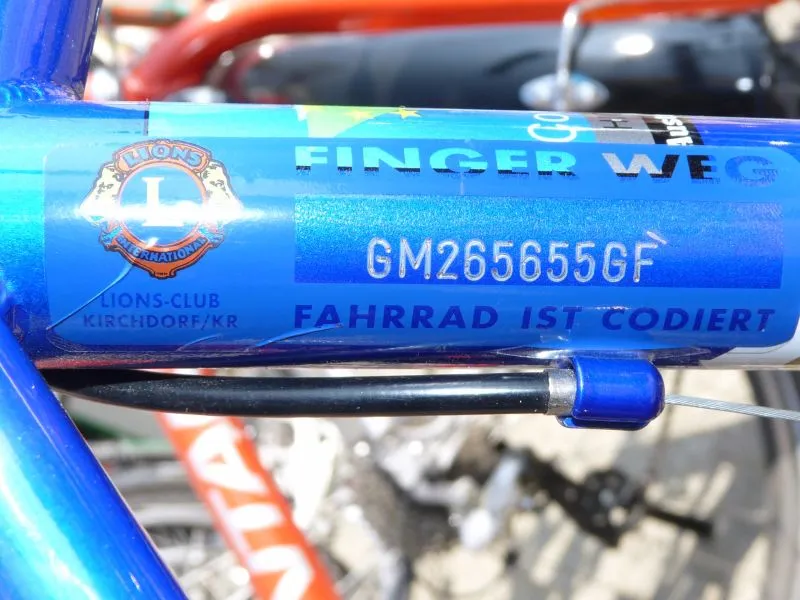 LIONS
L
INTERNATIONAL
LIONS-CLUB
KIRCHDORF/KR
FINGER WEG
GM265655GF
FAHRRAD IST CODIERT